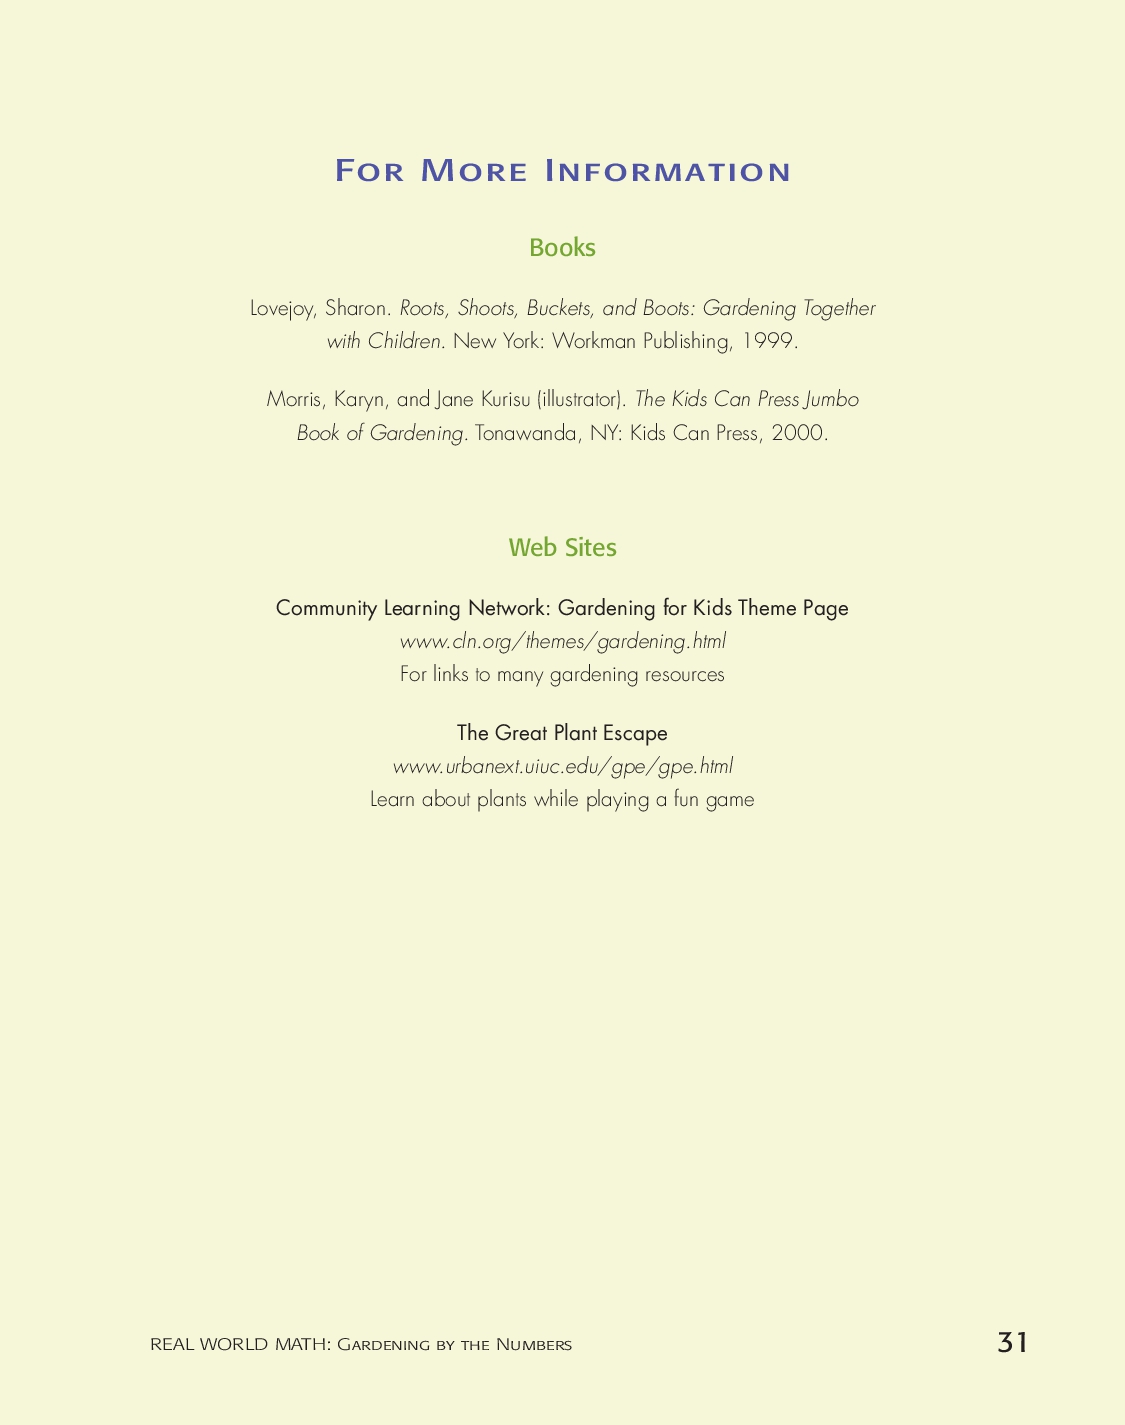 For More Information
Books
Lovejoy, Sharon. Roots, Shoots, Buckets, and Boots: Gardening Together
with Children. New York: Workman Publishing, 1999.
Morris, Karyn, and Jane Kurisu (illustrator). The Kids Can Press Jumbo
Book of Gardening. Tonawanda, NY: Kids Can Press, 2000.
Web Sites
Community Learning Network: Gardening for Kids Theme Page
www.cln.org/themes/gardening.html
For links to many gardening resources
The Great Plant Escape
www.urbanext.uiuc.edu/gpe/gpe.html
Learn about plants while playing a fun game
REAL WORLD MATH: Gardening by the Numbers
31